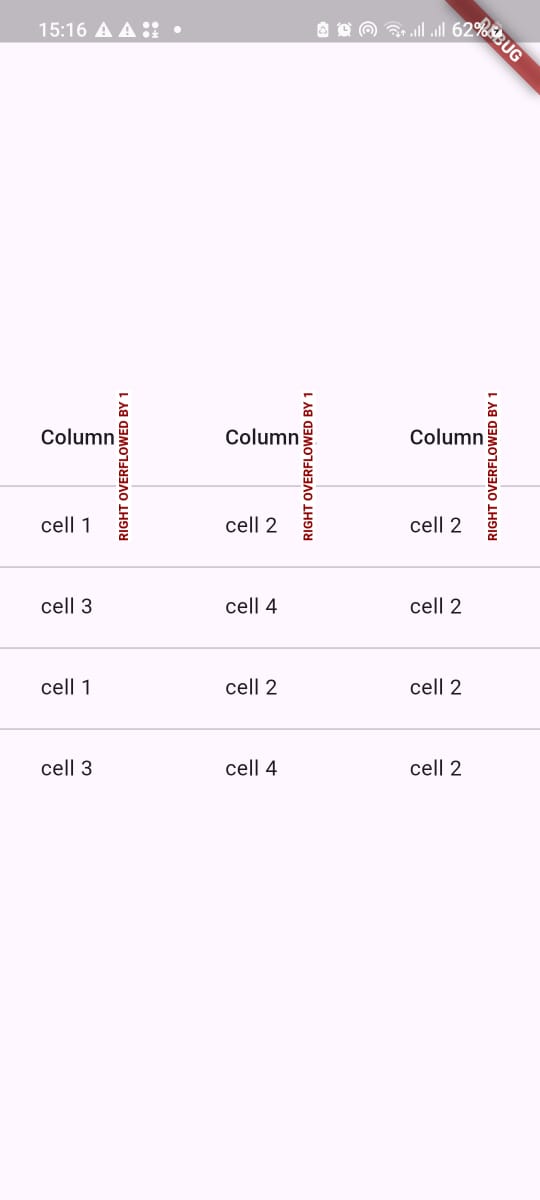 15:16 62%
DEBUG
Column Column Column
RIGHT OVERFLOWED BY 1 RIGHT OVERFLOWED BY 1 RIGHT OVERFLOWED BY 1
cell 1 cell 2 cell 2
cell 3 cell 4 cell 2
cell 1 cell 2 cell 2
cell 3 cell 4 cell 2